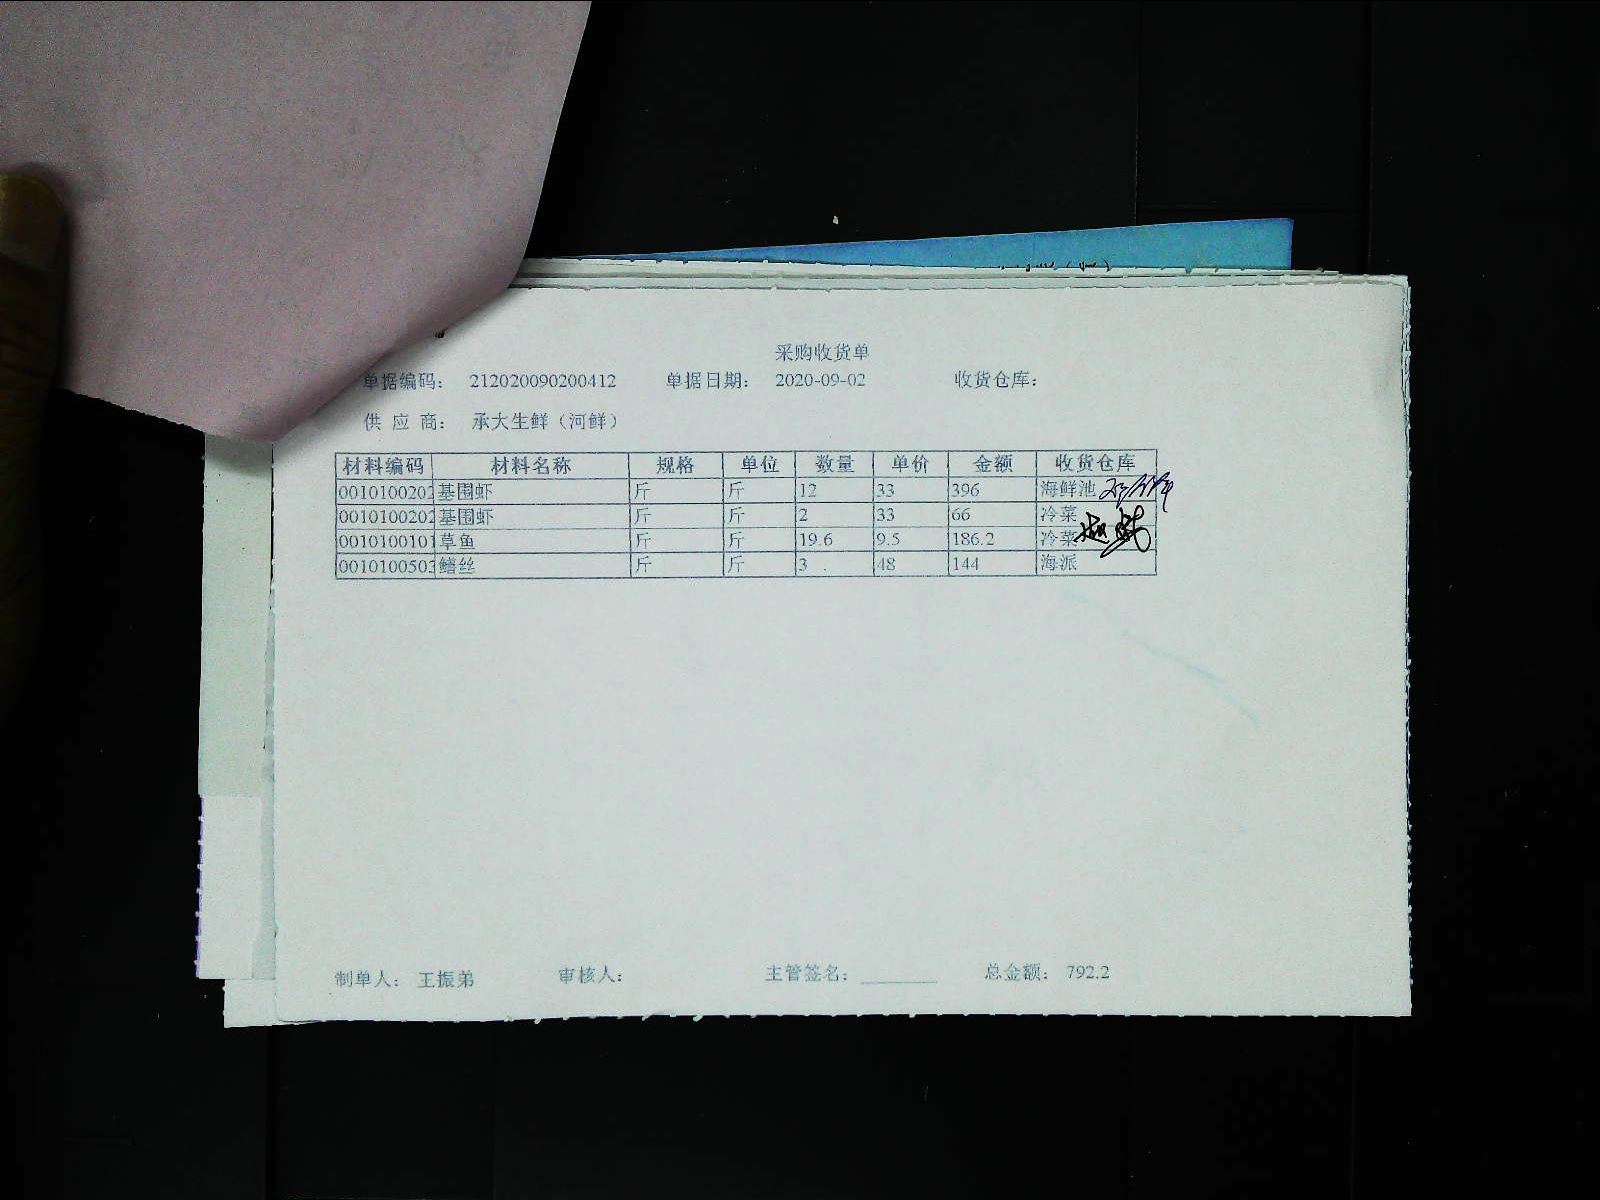 采购收货单
单据编码: 212020090200412 单据日期: 2020-09-02 收货仓库:
供应商: 承大生鲜(河鲜)
材料编码 材料名称 规格 单位 数量 单价 金额 收货仓库
0010100202 基围虾 斤 斤 12 33 396 海鲜池
0010100202 基围虾 斤 斤 2 33 66 冷菜
0010100101 草鱼 斤 斤 19.6 9.5 186.2 冷菜
0010100503 鳝丝 斤 斤 3 48 144 海派
制单人: 王振弟 审核人: 主管签名: 总金额: 792.2